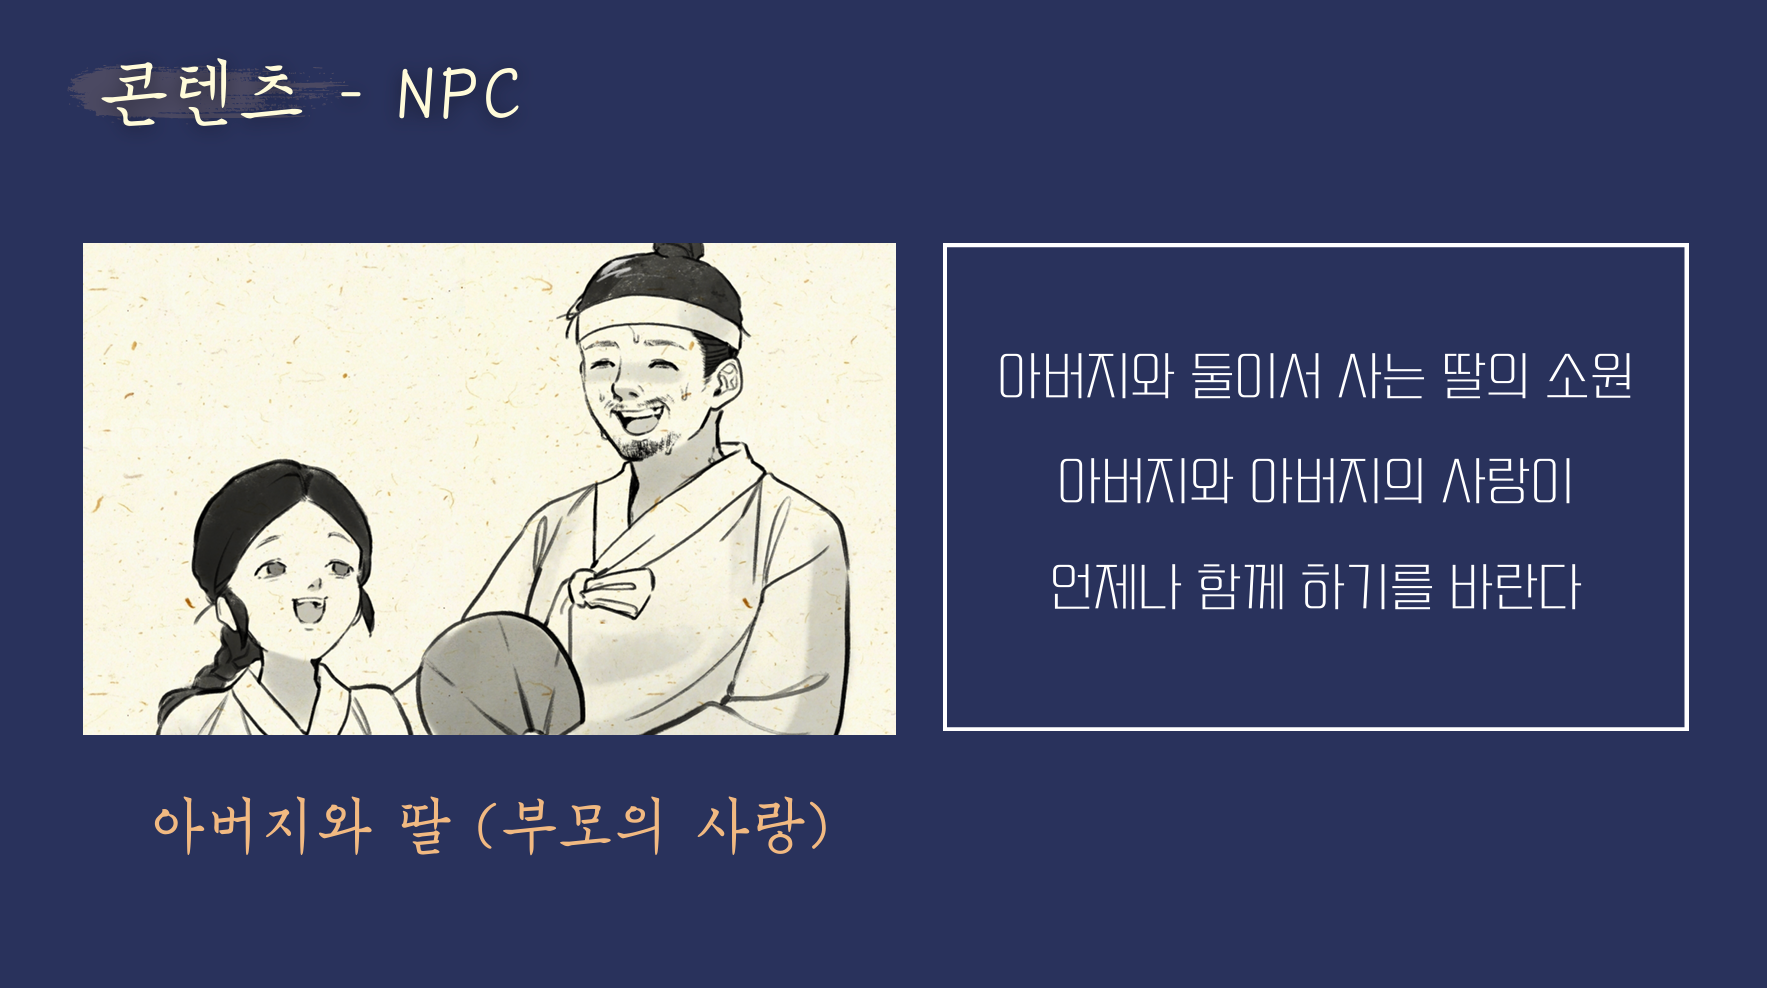 콘텐츠 - NPC
아버지와 둘이서 사는 딸의 소원
아버지와 아버지의 사랑이
언제나 함께 하기를 바란다
아버지와 딸 (부모의 사랑)